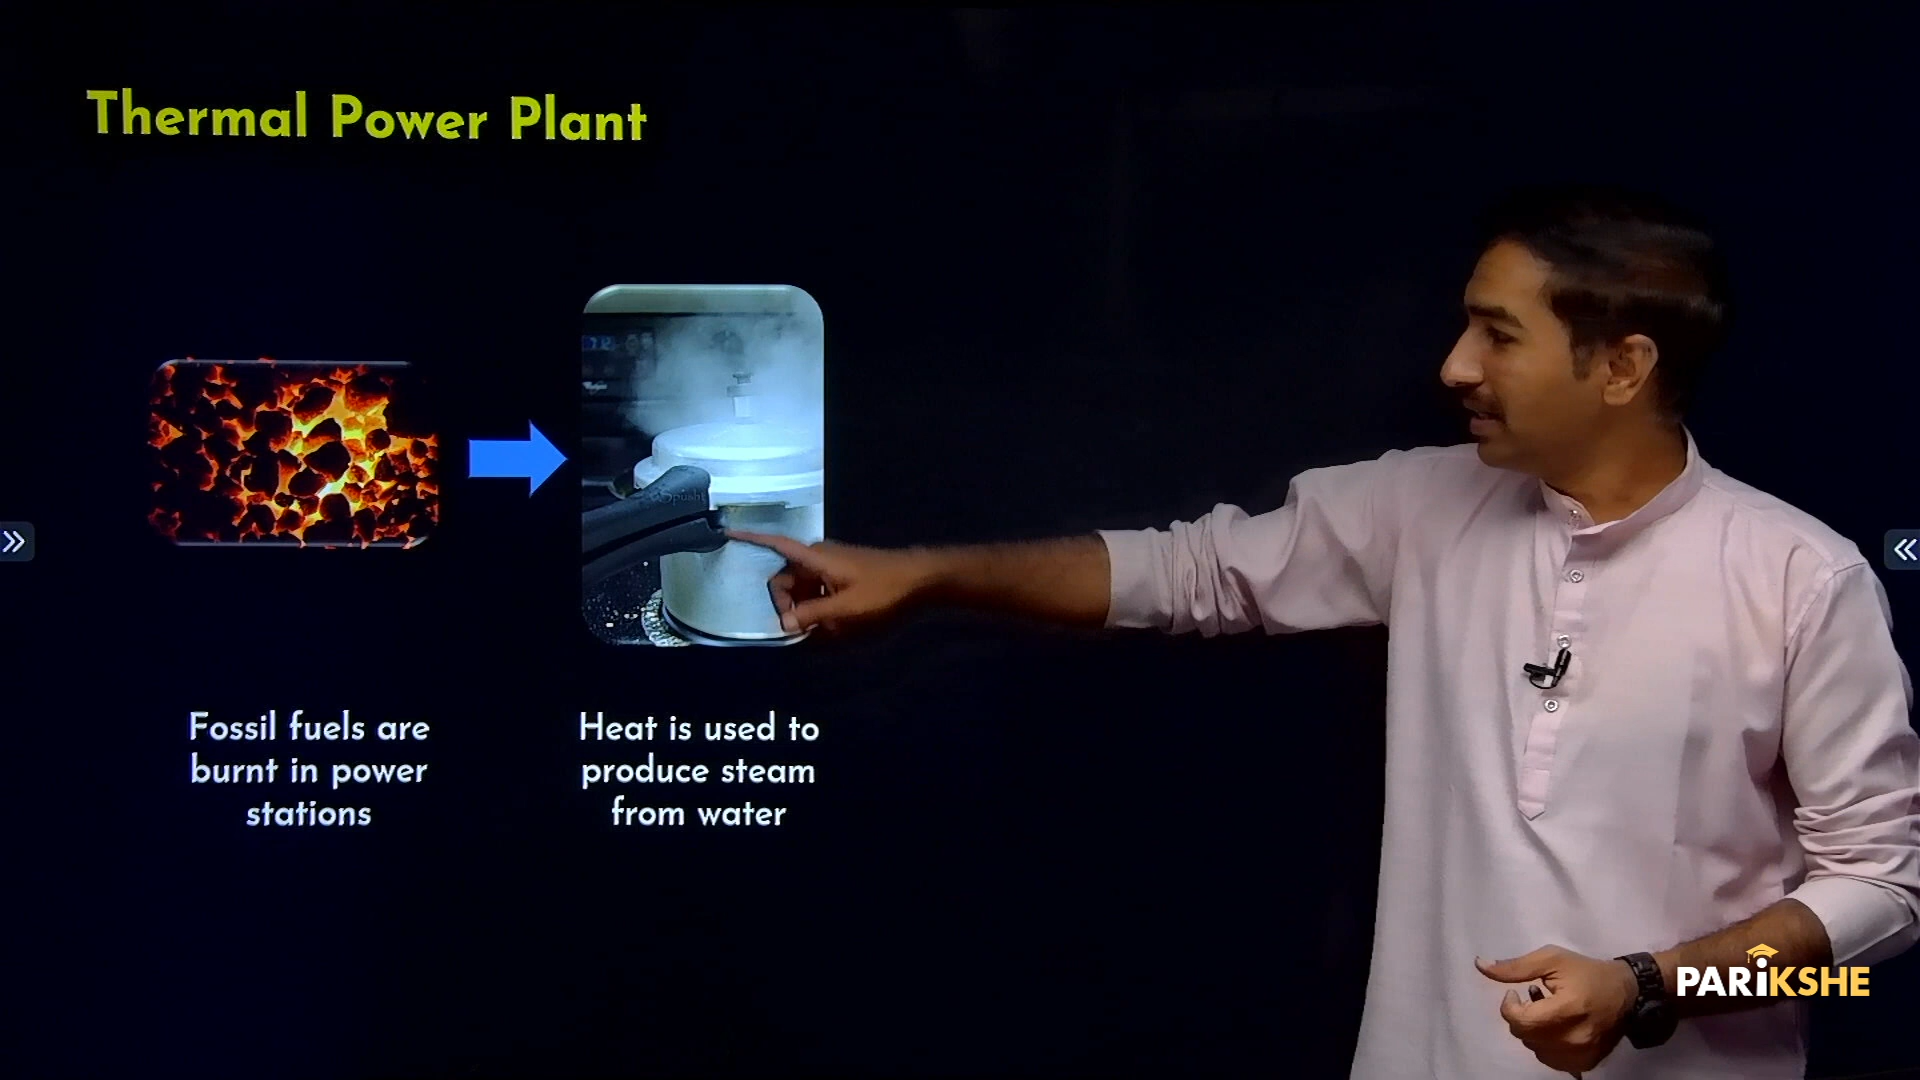 Thermal Power Plant
Fossil fuels are
burnt in power
stations
Heat is used to
produce steam
from water
PARiKSHE